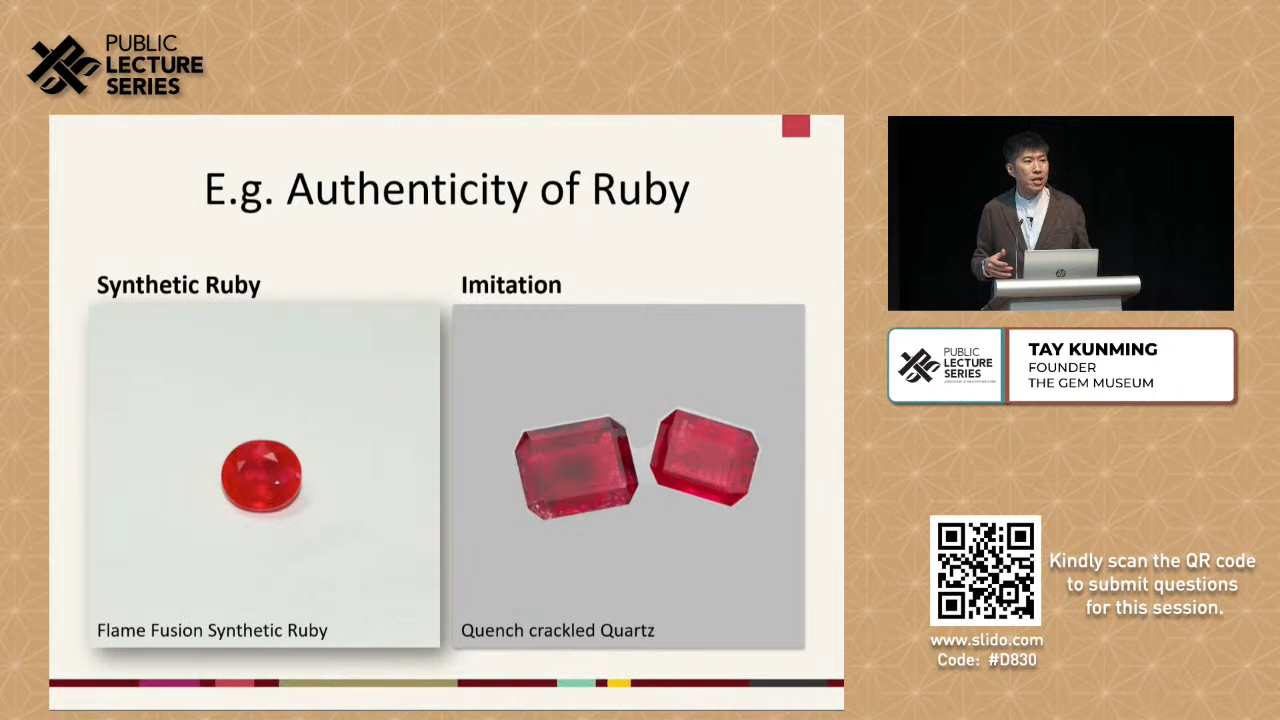 PUBLIC
LECTURE
SERIES
E.g. Authenticity of Ruby
Synthetic Ruby
Imitation
Flame Fusion Synthetic Ruby
Quench crackled Quartz
PUBLIC
LECTURE
SERIES
TAY KUNMING
FOUNDER
THE GEM MUSEUM
Kindly scan the QR code
to submit questions
for this session.
www.slido.com
Code: #D830